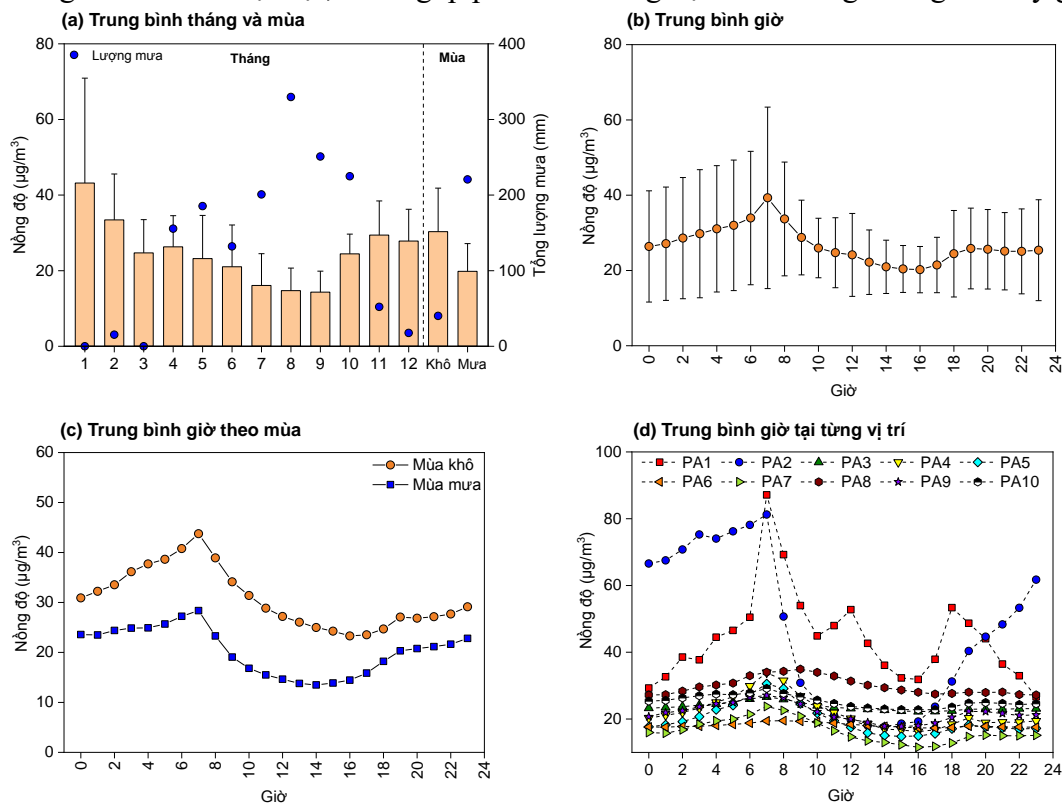 (a) Trung bình tháng và mùa
Lượng mưa
Tháng
Mùa
Nồng độ (µg/m³)
Tổng lượng mưa (mm)
80
60
40
20
0
400
300
200
100
0
1 2 3 4 5 6 7 8 9 10 11 12 Khô Mưa
(b) Trung bình giờ
Nồng độ (µg/m³)
80
60
40
20
0
0 2 4 6 8 10 12 14 16 18 20 22 24
Giờ
(c) Trung bình giờ theo mùa
Mùa khô
Mùa mưa
Nồng độ (µg/m³)
60
50
40
30
20
10
0
0 2 4 6 8 10 12 14 16 18 20 22 24
Giờ
(d) Trung bình giờ tại từng vị trí
PA1 PA2 PA3 PA4 PA5
PA6 PA7 PA8 PA9 PA10
Nồng độ (µg/m³)
100
80
60
40
20
0 2 4 6 8 10 12 14 16 18 20 22 24
Giờ